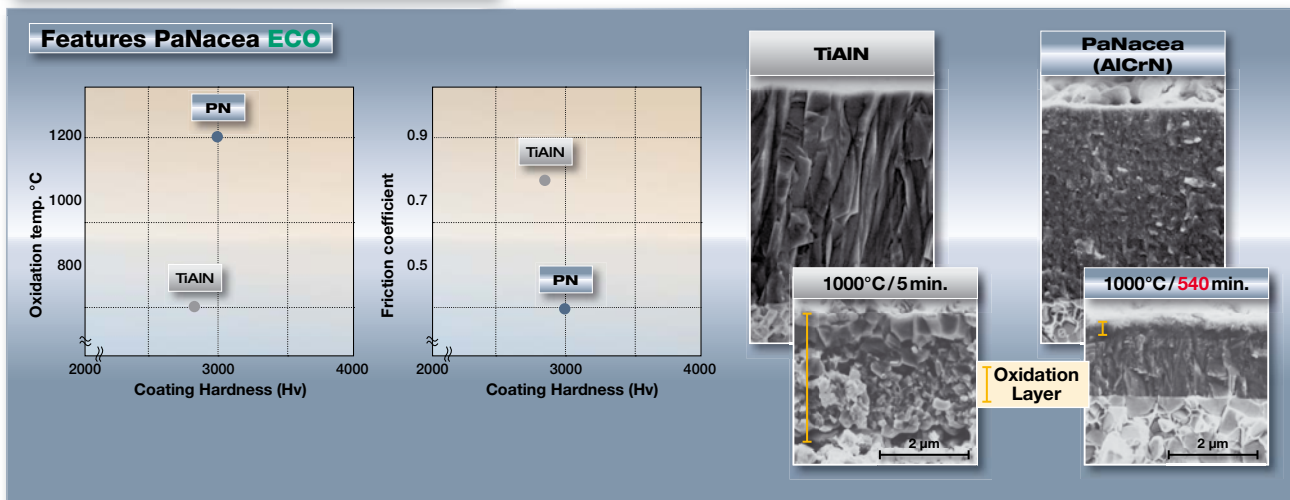 Features PaNacea ECO
Oxidation temp. °C
1200
1000
800
PN
TiAlN
2000
3000
4000
Coating Hardness (Hv)
Friction coefficient
0.9
0.7
0.5
TiAlN
PN
2000
3000
4000
Coating Hardness (Hv)
TiAlN
1000°C/5 min.
2 µm
Oxidation
Layer
PaNacea
(AlCrN)
1000°C/540 min.
2 µm